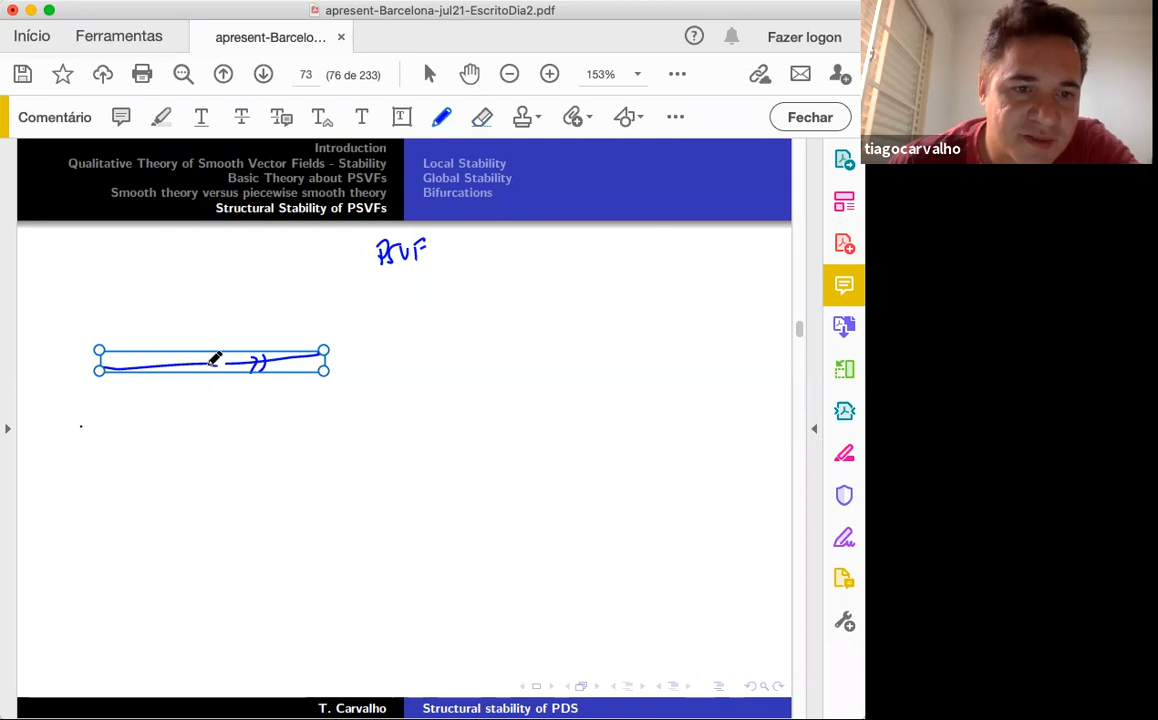 apresent-Barcelona-jul21-EscritoDia2.pdf
Início
Ferramentas
apresent-Barcelo...
Fazer logon
73
(76 de 233)
153%
Comentário
Fechar
tiagocarvalho
Introduction
Qualitative Theory of Smooth Vector Fields - Stability
Basic Theory about PSVFs
Smooth theory versus piecewise smooth theory
Structural Stability of PSVFs
Local Stability
Global Stability
Bifurcations
PSVF
T. Carvalho
Structural stability of PDS